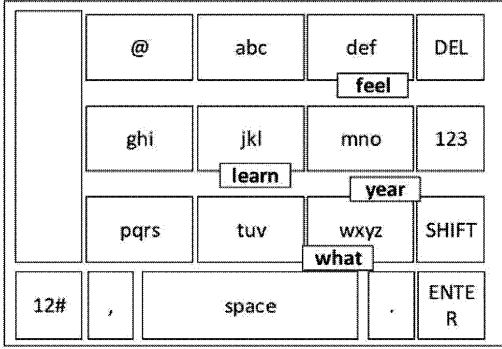 @ abc def DEL
feel
ghi jkl mno 123
learn
year
pqrs tuv wxyz SHIFT
what
12# , space . ENTE
R